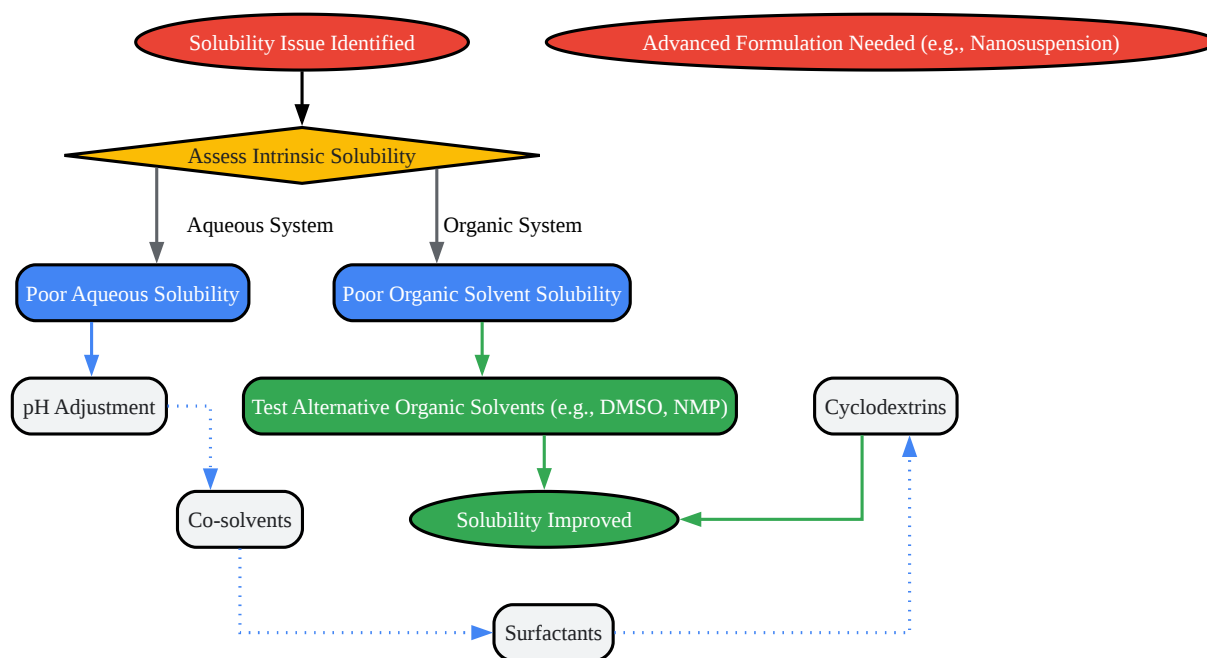 Solubility Issue Identified
Advanced Formulation Needed (e.g., Nanosuspension)
Assess Intrinsic Solubility
Aqueous System
Organic System
Poor Aqueous Solubility
Poor Organic Solvent Solubility
pH Adjustment
Test Alternative Organic Solvents (e.g., DMSO, NMP)
Cyclodextrins
Co-solvents
Solubility Improved
Surfactants